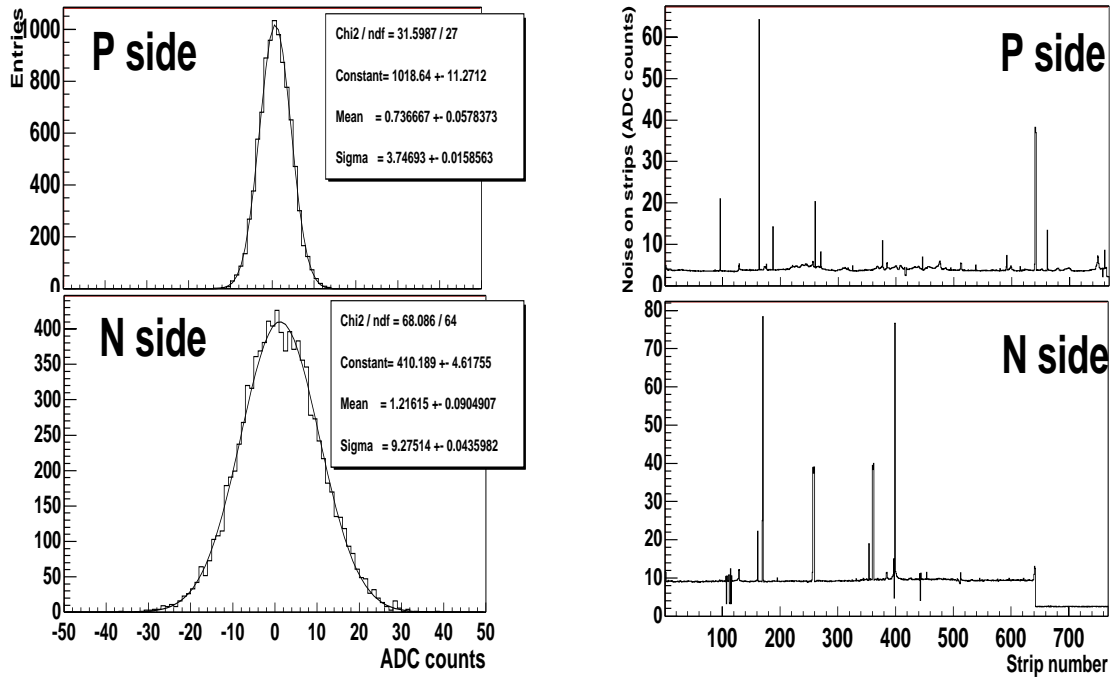 Entries
P side
1000
800
600
400
200
0
Chi2 / ndf = 31.5987 / 27
Constant= 1018.64 +- 11.2712
Mean = 0.736667 +- 0.0578373
Sigma = 3.74693 +- 0.0158563
N side
400
350
300
250
200
150
100
50
0
Chi2 / ndf = 68.086 / 64
Constant= 410.189 +- 4.61755
Mean = 1.21615 +- 0.0904907
Sigma = 9.27514 +- 0.0435982
-50 -40 -30 -20 -10 0 10 20 30 40 50
ADC counts
Noise on strips (ADC counts)
P side
60
50
40
30
20
10
0
N side
80
70
60
50
40
30
20
10
0
100 200 300 400 500 600 700
Strip number